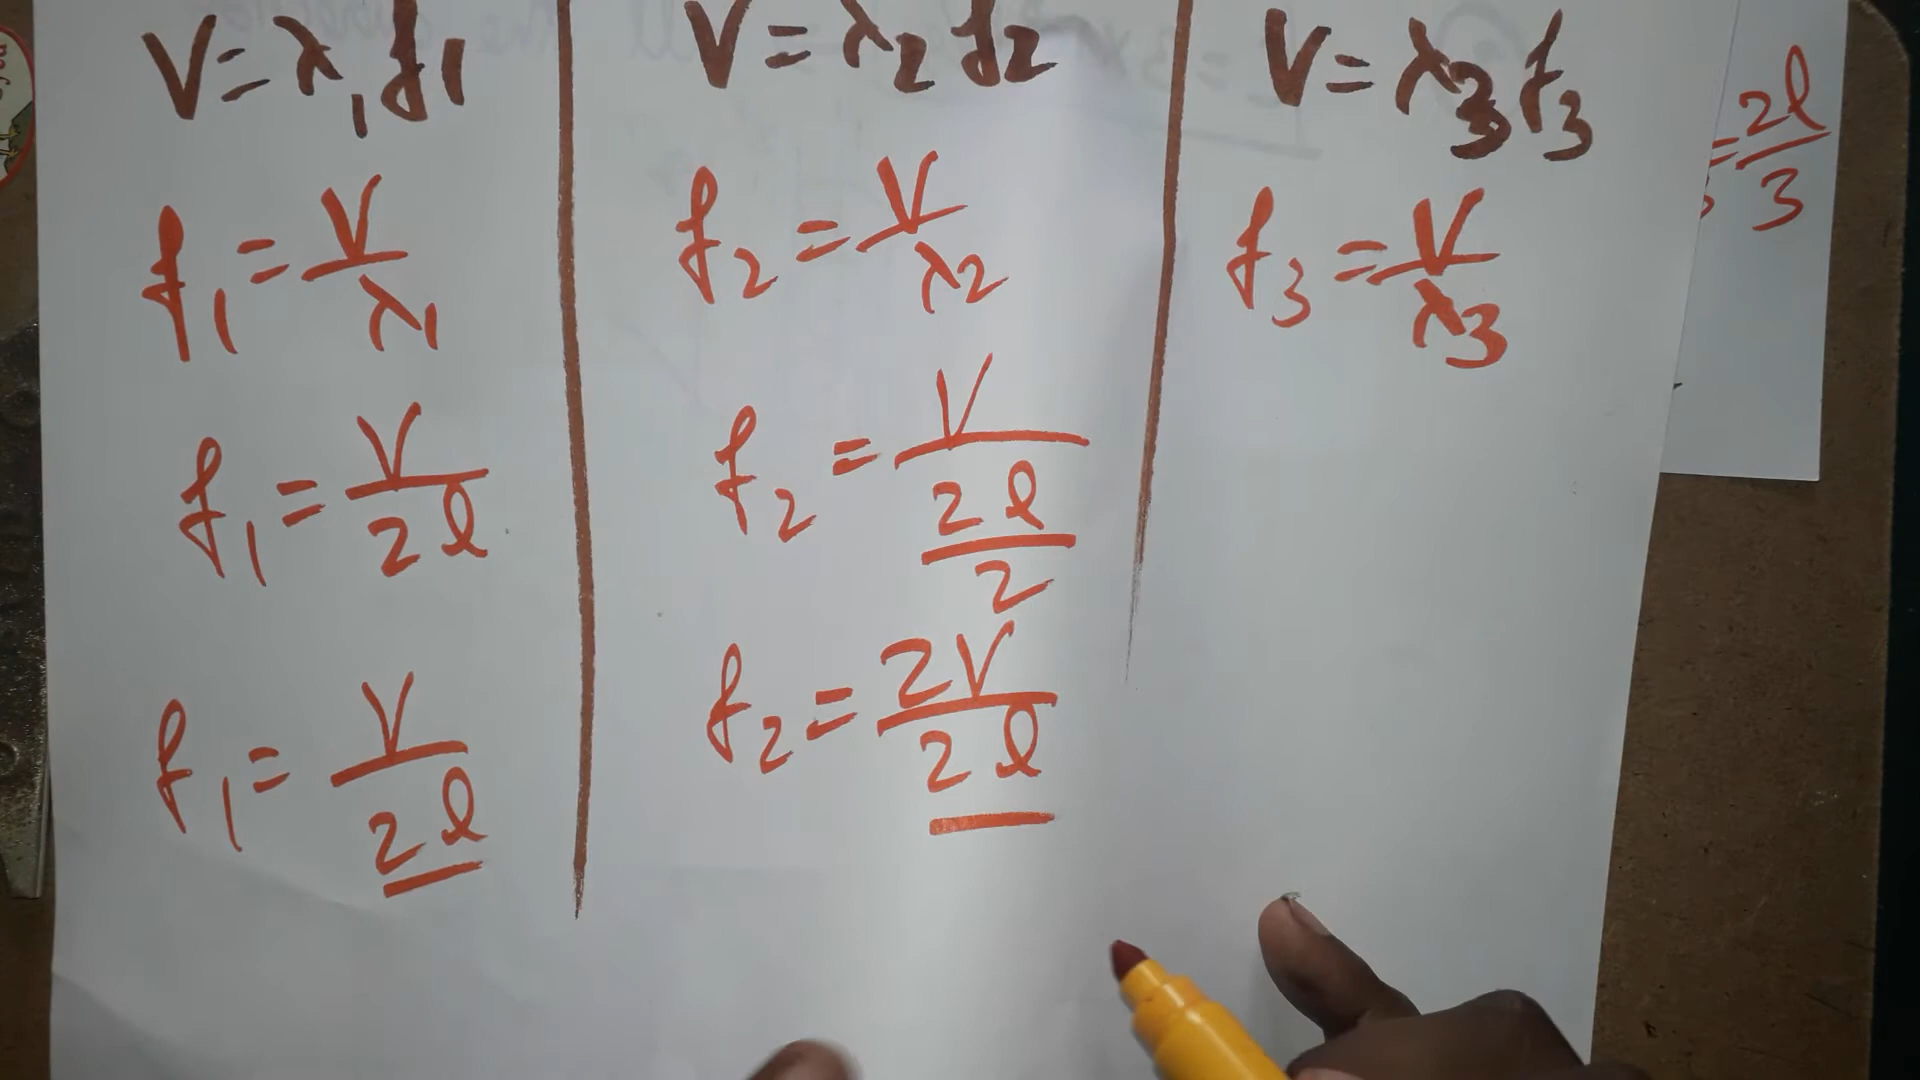 V = λ₁f₁
f₁ = V/λ₁
f₁ = V/2l
f₁ = V/2l
V = λ₂f₂
f₂ = V/λ₂
f₂ = V/(2l/2)
f₂ = 2V/2l
V = λ₃f₃
f₃ = V/λ₃
= 2l/3